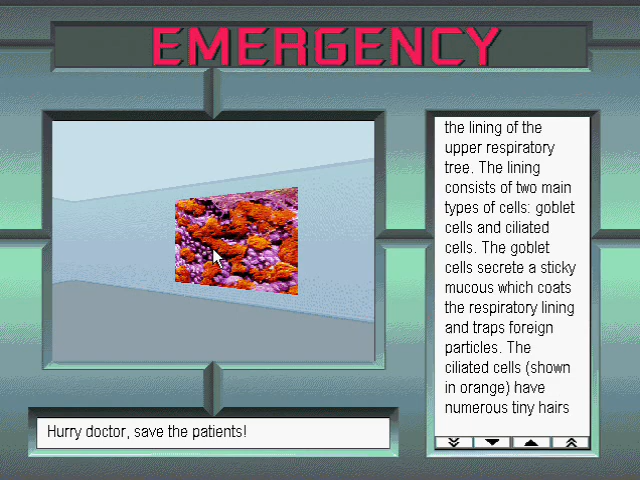 EMERGENCY
the lining of the
upper respiratory
tree. The lining
consists of two main
types of cells: goblet
cells and ciliated
cells. The goblet
cells secrete a sticky
mucous which coats
the respiratory lining
and traps foreign
particles. The
ciliated cells (shown
in orange) have
numerous tiny hairs
Hurry doctor, save the patients!